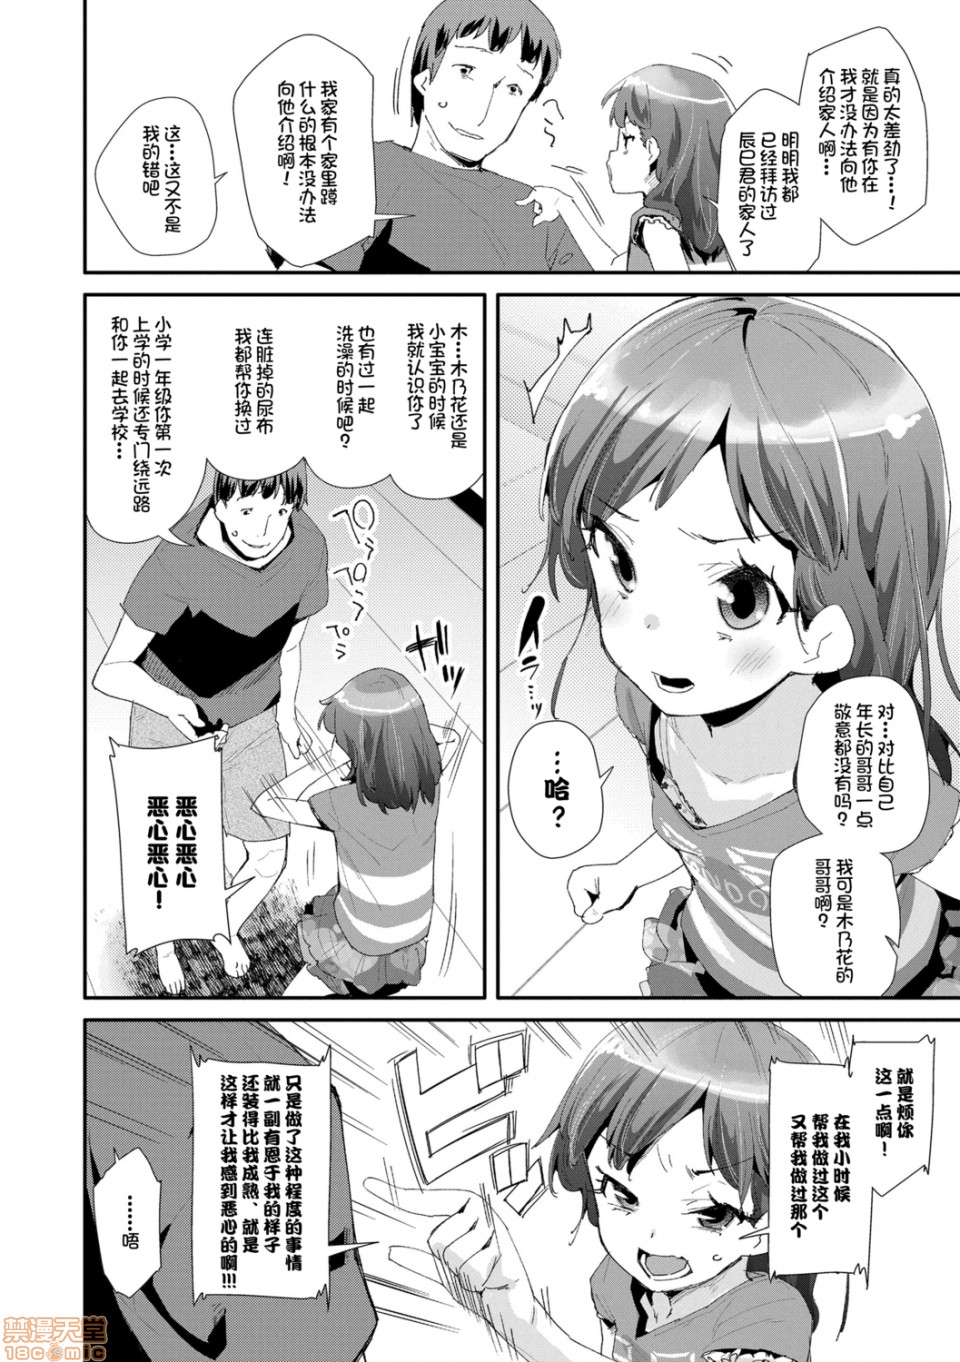 真的太差劲了…!
就是因为有你在
我才没办法向他
介绍家人啊…
明明我都
已经拜访过
辰巳君的家人了
我家有个家里蹲
什么的根本没办法
向他介绍啊!
这…这又不是
我的错吧
对…对比自己
年长的哥哥一点
敬意都没有吗?
我可是木乃花的
哥哥啊?
…哈?
イラッ
木…木乃花还是
小宝宝的时候
我就认识你了
也有过一起
洗澡的时候吧?
连脏掉的尿布
我都帮你换过
小学一年级你第一次
上学的时候还专门绕远路
和你一起去学校…
ガッ
恶心恶心
恶心恶心!
就是烦你
这一点啊!
在我小时候
帮我做过这个
又帮我做过那个
ビシ
只是做了这种程度的事情
就一副有恩于我的样子
还装得比我成熟、就是
这样才让我感到恶心的啊!!!
……唔
禁漫天堂
18comic